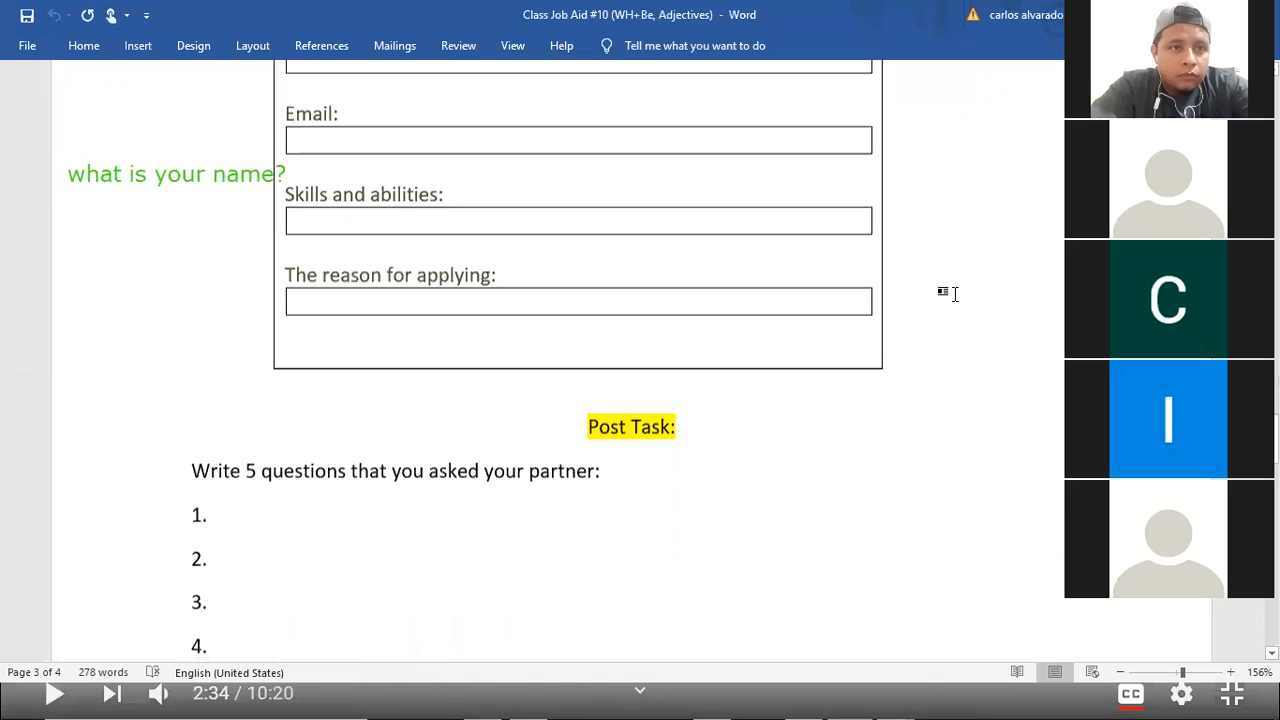 Class Job Aid #10 (WH+Be, Adjectives) - Word
carlos alvarado
File Home Insert Design Layout References Mailings Review View Help Tell me what you want to do
Email:
what is your name?
Skills and abilities:
The reason for applying:
C
I
Post Task:
Write 5 questions that you asked your partner:
1.
2.
3.
4.
Page 3 of 4 278 words English (United States) 156%
2:34 / 10:20 CC